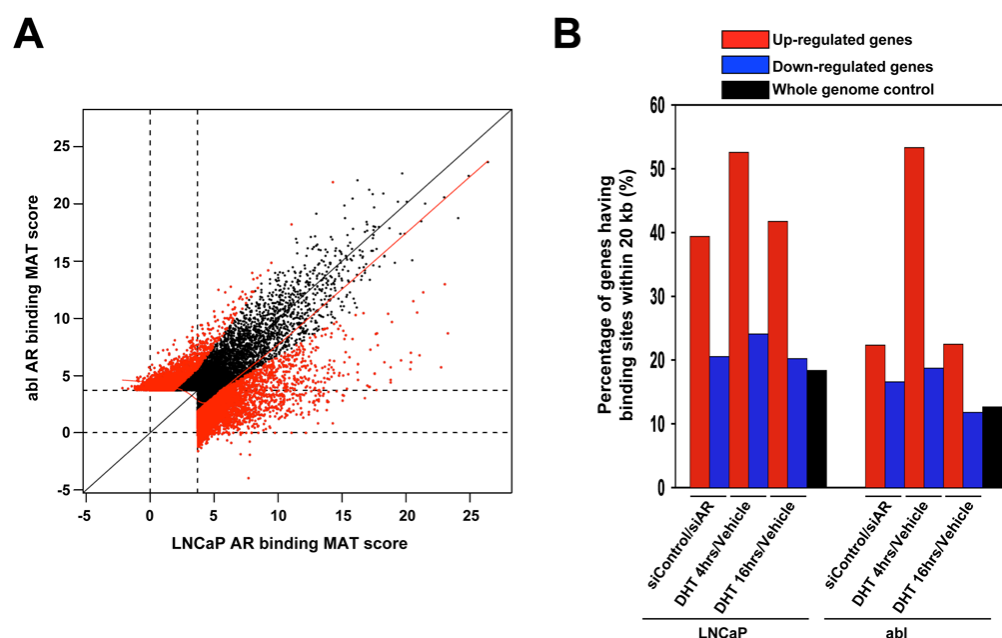 A
abl AR binding MAT score
25
20
15
10
5
0
-5
-5
0
5
10
15
20
25
LNCaP AR binding MAT score
B
Up-regulated genes
Down-regulated genes
Whole genome control
Percentage of genes having
binding sites within 20 kb (%)
60
50
40
30
20
10
0
siControl/siAR
DHT 4hrs/Vehicle
DHT 16hrs/Vehicle
siControl/siAR
DHT 4hrs/Vehicle
DHT 16hrs/Vehicle
LNCaP
abl